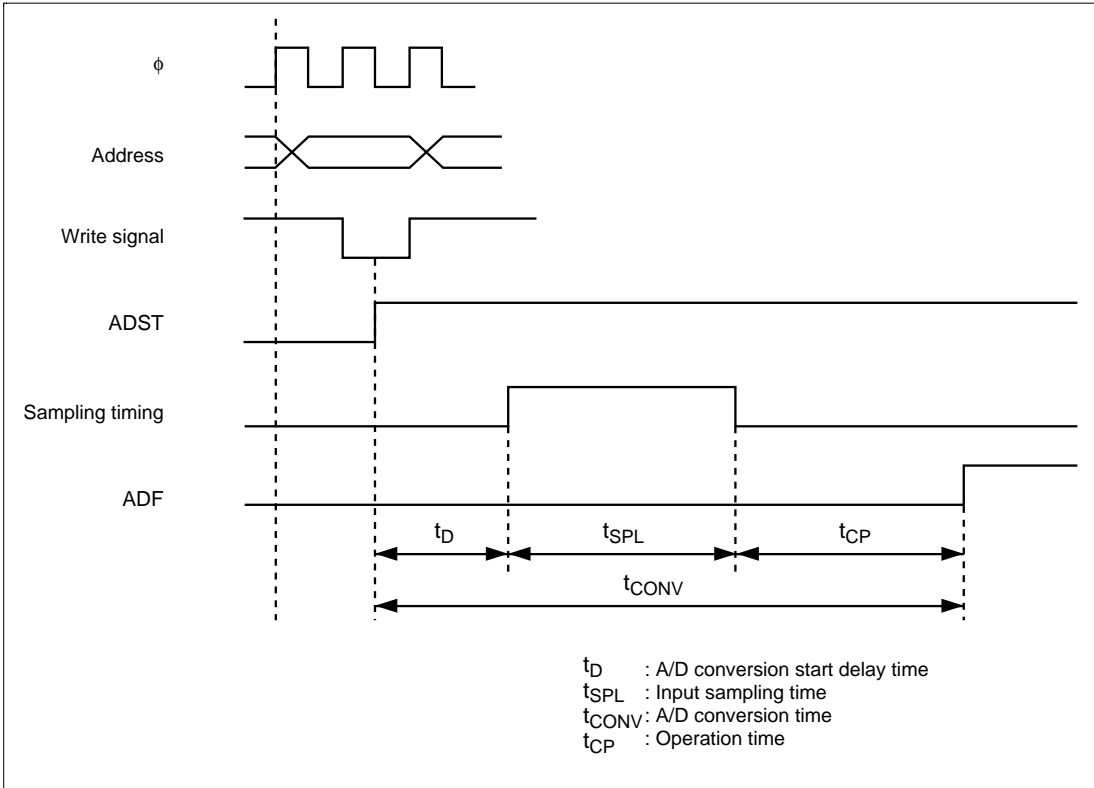 ϕ
Address
Write signal
ADST
Sampling timing
ADF
tD tSPL tCP
tCONV
tD : A/D conversion start delay time
tSPL : Input sampling time
tCONV : A/D conversion time
tCP : Operation time